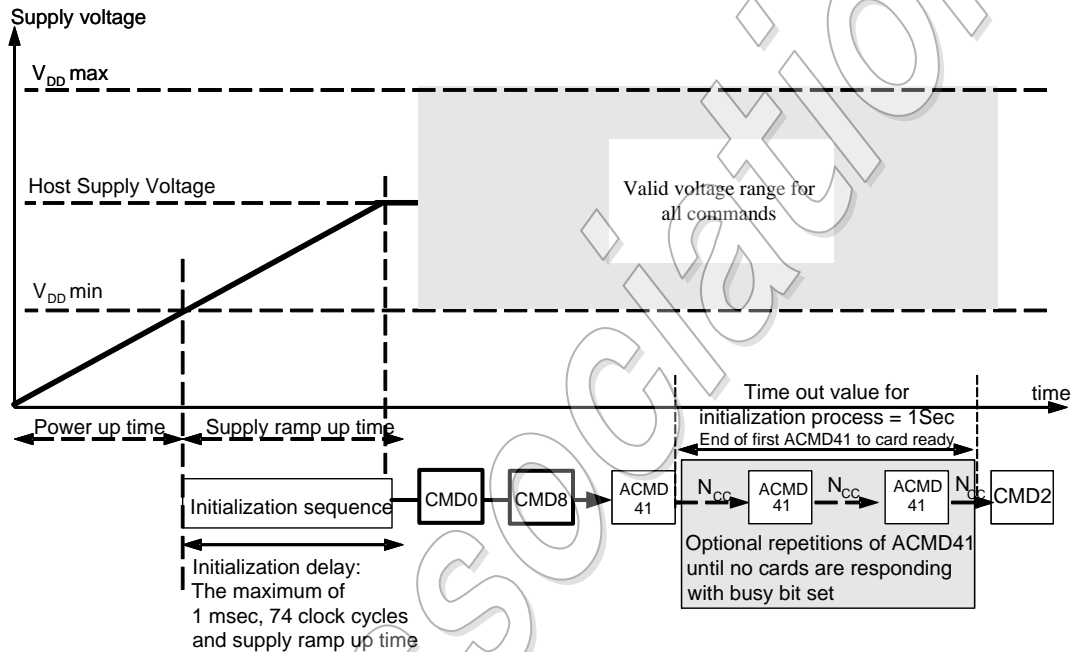 Supply voltage
V_DD max
Host Supply Voltage
Valid voltage range for
all commands
V_DD min
time
Time out value for
initialization process = 1Sec
End of first ACMD41 to card ready
Power up time
Supply ramp up time
Initialization sequence
CMD0
CMD8
ACMD
41
N_CC
ACMD
41
N_CC
ACMD
41
N_CC
CMD2
Initialization delay:
The maximum of
1 msec, 74 clock cycles
and supply ramp up time
Optional repetitions of ACMD41
until no cards are responding
with busy bit set
sociation